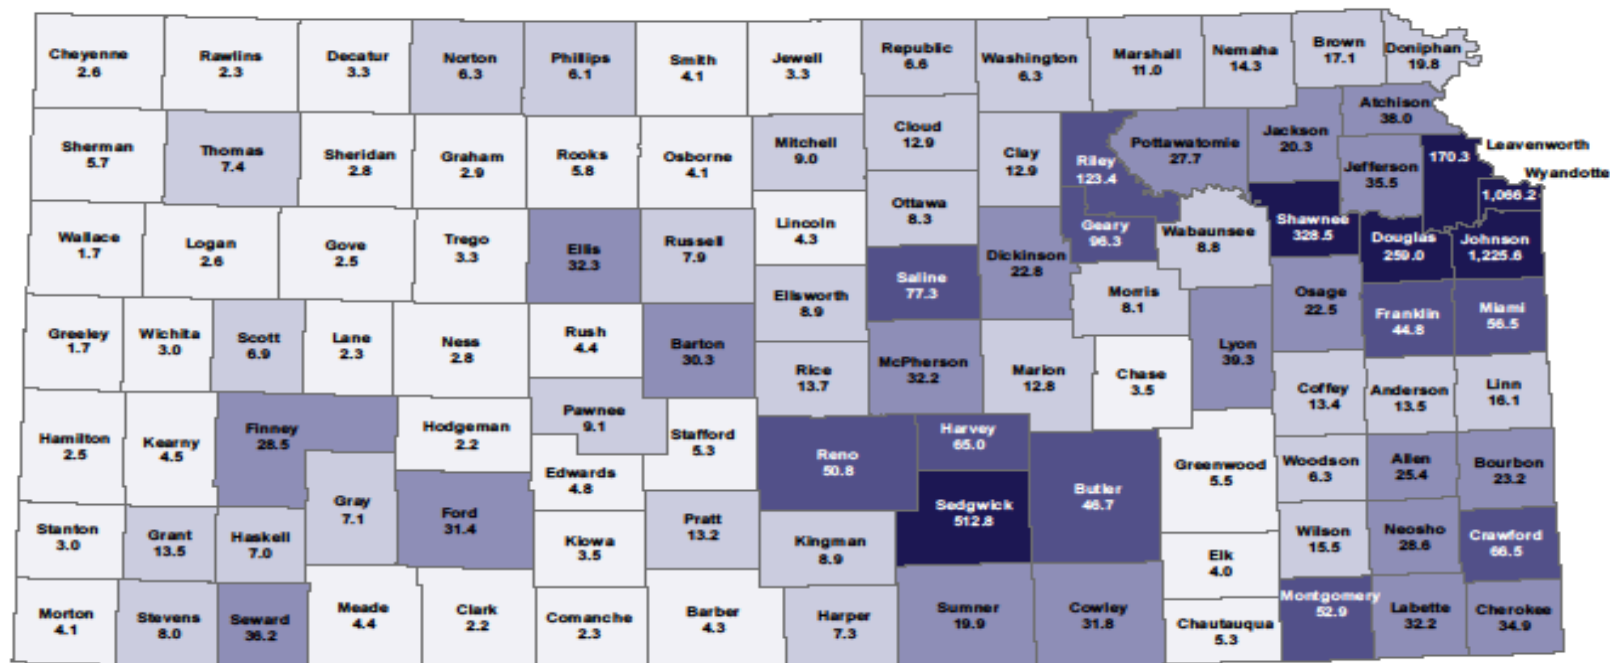 Cheyenne
2.6
Rawlins
2.3
Decatur
3.3
Norton
6.3
Phillips
6.1
Smith
4.1
Jewell
3.3
Republic
6.6
Washington
6.3
Marshall
11.0
Nemaha
14.3
Brown
17.1
Doniphan
19.8
Sherman
5.7
Thomas
7.4
Sheridan
2.8
Graham
2.9
Rooks
5.8
Osborne
4.1
Mitchell
9.0
Cloud
12.9
Clay
12.9
Riley
123.4
Pottawatomie
27.7
Jackson
20.3
Atchison
38.0
Jefferson
35.5
Leavenworth
170.3
Wyandotte
1,066.2
Wallace
1.7
Logan
2.6
Gove
2.5
Trego
3.3
Ellis
32.3
Russell
7.9
Lincoln
4.3
Ottawa
8.3
Saline
77.3
Dickinson
22.8
Geary
96.3
Wabaunsee
8.8
Shawnee
328.5
Douglas
259.0
Johnson
1,225.6
Greeley
1.7
Wichita
3.0
Scott
6.9
Lane
2.3
Ness
2.8
Rush
4.4
Barton
30.3
Ellsworth
8.9
Rice
13.7
McPherson
32.2
Marion
12.8
Morris
8.1
Chase
3.5
Lyon
39.3
Osage
22.5
Franklin
44.8
Miami
56.5
Coffey
13.4
Anderson
13.5
Linn
16.1
Hamilton
2.5
Kearny
4.5
Finney
28.5
Hodgeman
2.2
Pawnee
9.1
Stafford
5.3
Edwards
4.8
Reno
50.8
Harvey
65.0
Sedgwick
512.8
Butler
46.7
Greenwood
5.5
Woodson
6.3
Allen
25.4
Bourbon
23.2
Stanton
3.0
Grant
13.5
Haskell
7.0
Gray
7.1
Ford
31.4
Kiowa
3.5
Pratt
13.2
Kingman
8.9
Elk
4.0
Wilson
15.5
Neosho
28.6
Crawford
66.5
Morton
4.1
Stevens
8.0
Seward
36.2
Meade
4.4
Clark
2.2
Comanche
2.3
Barber
4.3
Harper
7.3
Sumner
19.9
Cowley
31.8
Chautauqua
5.3
Montgomery
52.9
Labette
32.2
Cherokee
34.9